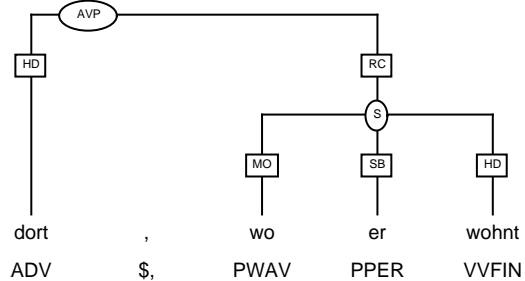 AVP
HD RC
S
MO SB HD
dort , wo er wohnt
ADV $, PWAV PPER VVFIN